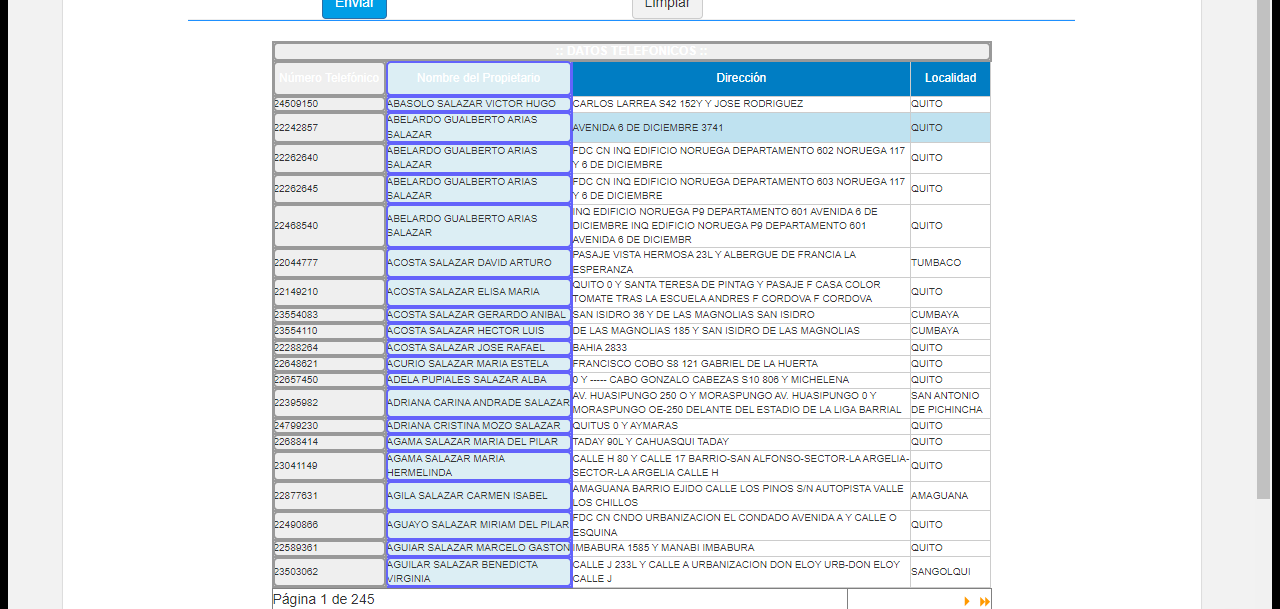 Enviar Limpiar
:: DATOS TELEFONICOS ::
Número Telefónico Nombre del Propietario Dirección Localidad
24509150 ABASOLO SALAZAR VICTOR HUGO CARLOS LARREA S42 152Y Y JOSE RODRIGUEZ QUITO
22242857 ABELARDO GUALBERTO ARIAS SALAZAR AVENIDA 6 DE DICIEMBRE 3741 QUITO
22262640 ABELARDO GUALBERTO ARIAS SALAZAR FDC CN INQ EDIFICIO NORUEGA DEPARTAMENTO 602 NORUEGA 117 Y 6 DE DICIEMBRE QUITO
22262645 ABELARDO GUALBERTO ARIAS SALAZAR FDC CN INQ EDIFICIO NORUEGA DEPARTAMENTO 603 NORUEGA 117 Y 6 DE DICIEMBRE QUITO
22468540 ABELARDO GUALBERTO ARIAS SALAZAR INQ EDIFICIO NORUEGA P9 DEPARTAMENTO 601 AVENIDA 6 DE DICIEMBRE INQ EDIFICIO NORUEGA P9 DEPARTAMENTO 601 AVENIDA 6 DE DICIEMBR QUITO
22044777 ACOSTA SALAZAR DAVID ARTURO PASAJE VISTA HERMOSA 23L Y ALBERGUE DE FRANCIA LA ESPERANZA TUMBACO
22149210 ACOSTA SALAZAR ELISA MARIA QUITO 0 Y SANTA TERESA DE PINTAG Y PASAJE F CASA COLOR TOMATE TRAS LA ESCUELA ANDRES F CORDOVA F CORDOVA QUITO
23554083 ACOSTA SALAZAR GERARDO ANIBAL SAN ISIDRO 36 Y DE LAS MAGNOLIAS SAN ISIDRO CUMBAYA
23554110 ACOSTA SALAZAR HECTOR LUIS DE LAS MAGNOLIAS 185 Y SAN ISIDRO DE LAS MAGNOLIAS CUMBAYA
22288264 ACOSTA SALAZAR JOSE RAFAEL BAHIA 2833 QUITO
22648621 ACURIO SALAZAR MARIA ESTELA FRANCISCO COBO S8 121 GABRIEL DE LA HUERTA QUITO
22657450 ADELA PUPIALES SALAZAR ALBA 0 Y ----- CABO GONZALO CABEZAS S10 806 Y MICHELENA QUITO
22395982 ADRIANA CARINA ANDRADE SALAZAR AV. HUASIPUNGO 250 O Y MORASPUNGO AV. HUASIPUNGO 0 Y MORASPUNGO OE-250 DELANTE DEL ESTADIO DE LA LIGA BARRIAL SAN ANTONIO DE PICHINCHA
24799230 ADRIANA CRISTINA MOZO SALAZAR QUITUS 0 Y AYMARAS QUITO
22688414 AGAMA SALAZAR MARIA DEL PILAR TADAY 90L Y CAHUASQUI TADAY QUITO
23041149 AGAMA SALAZAR MARIA HERMELINDA CALLE H 80 Y CALLE 17 BARRIO-SAN ALFONSO-SECTOR-LA ARGELIA-SECTOR-LA ARGELIA CALLE H QUITO
22877631 AGILA SALAZAR CARMEN ISABEL AMAGUANA BARRIO EJIDO CALLE LOS PINOS S/N AUTOPISTA VALLE LOS CHILLOS AMAGUANA
22490866 AGUAYO SALAZAR MIRIAM DEL PILAR FDC CN CNDO URBANIZACION EL CONDADO AVENIDA A Y CALLE O ESQUINA QUITO
22589361 AGUIAR SALAZAR MARCELO GASTON IMBABURA 1585 Y MANABI IMBABURA QUITO
23503062 AGUILAR SALAZAR BENEDICTA VIRGINIA CALLE J 233L Y CALLE A URBANIZACION DON ELOY URB-DON ELOY CALLE J SANGOLQUI
Página 1 de 245